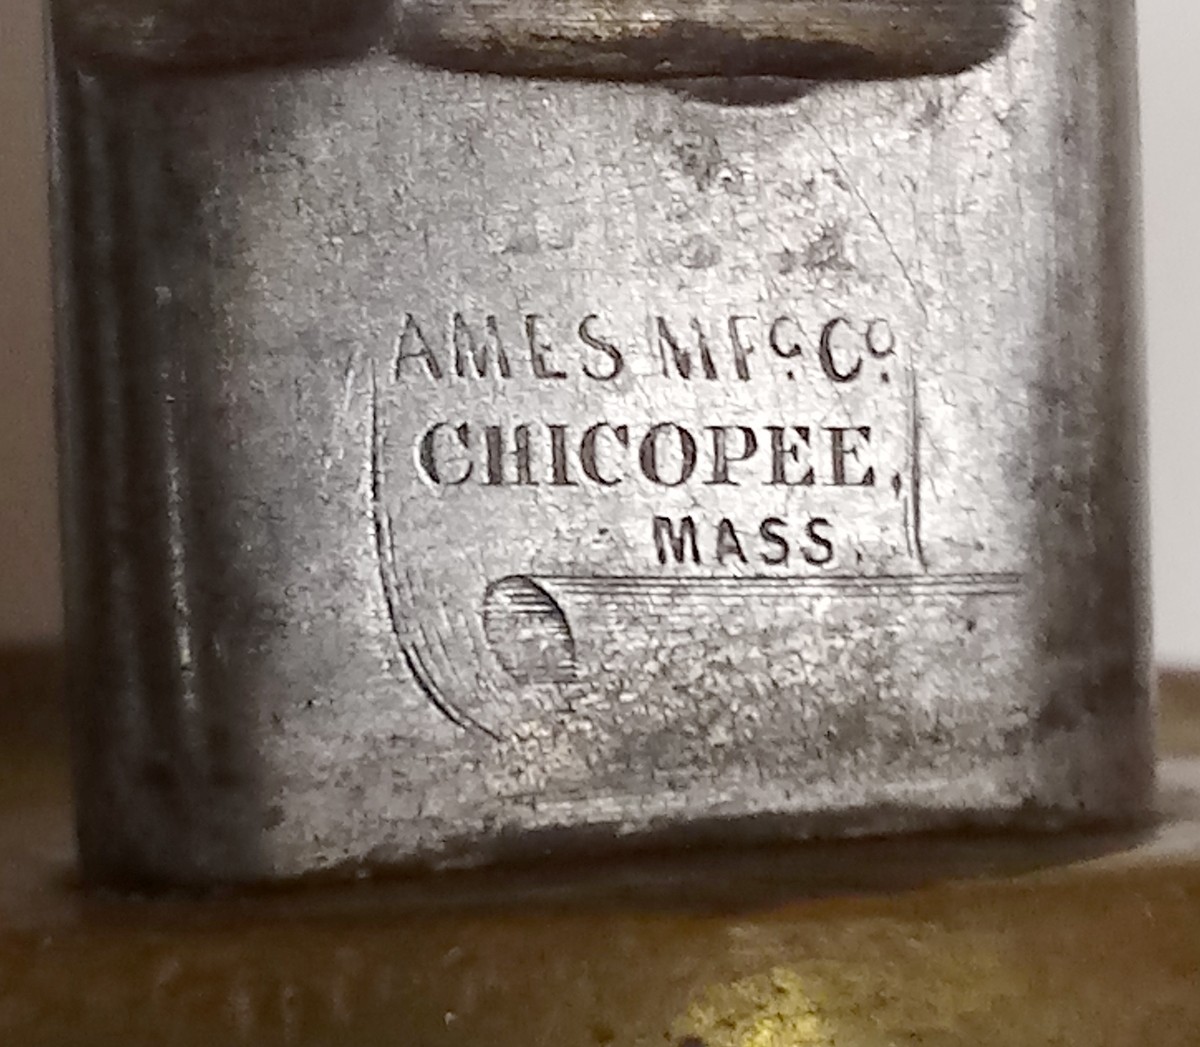 AMES MFG. CO.
CHICOPEE,
MASS.